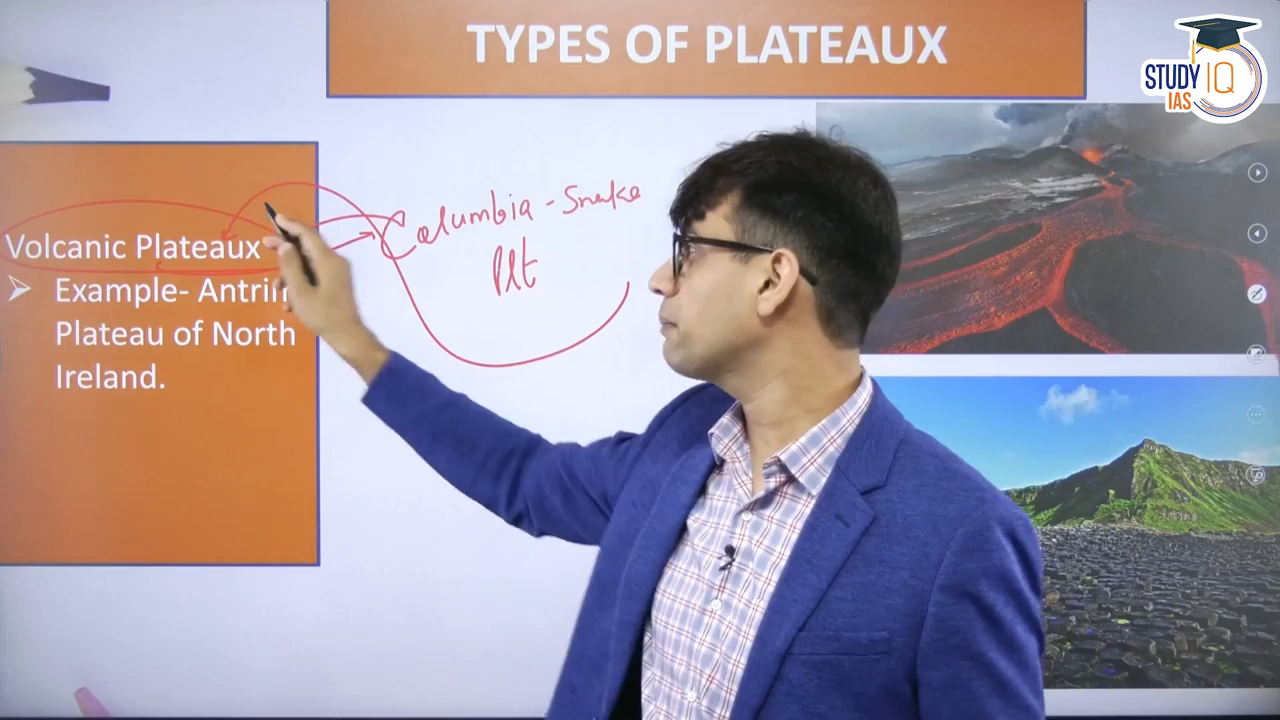 TYPES OF PLATEAUX
STUDY IQ
IAS
Volcanic Plateaux
Example- Antrim
Plateau of North
Ireland.
Columbia - Snake
Plt